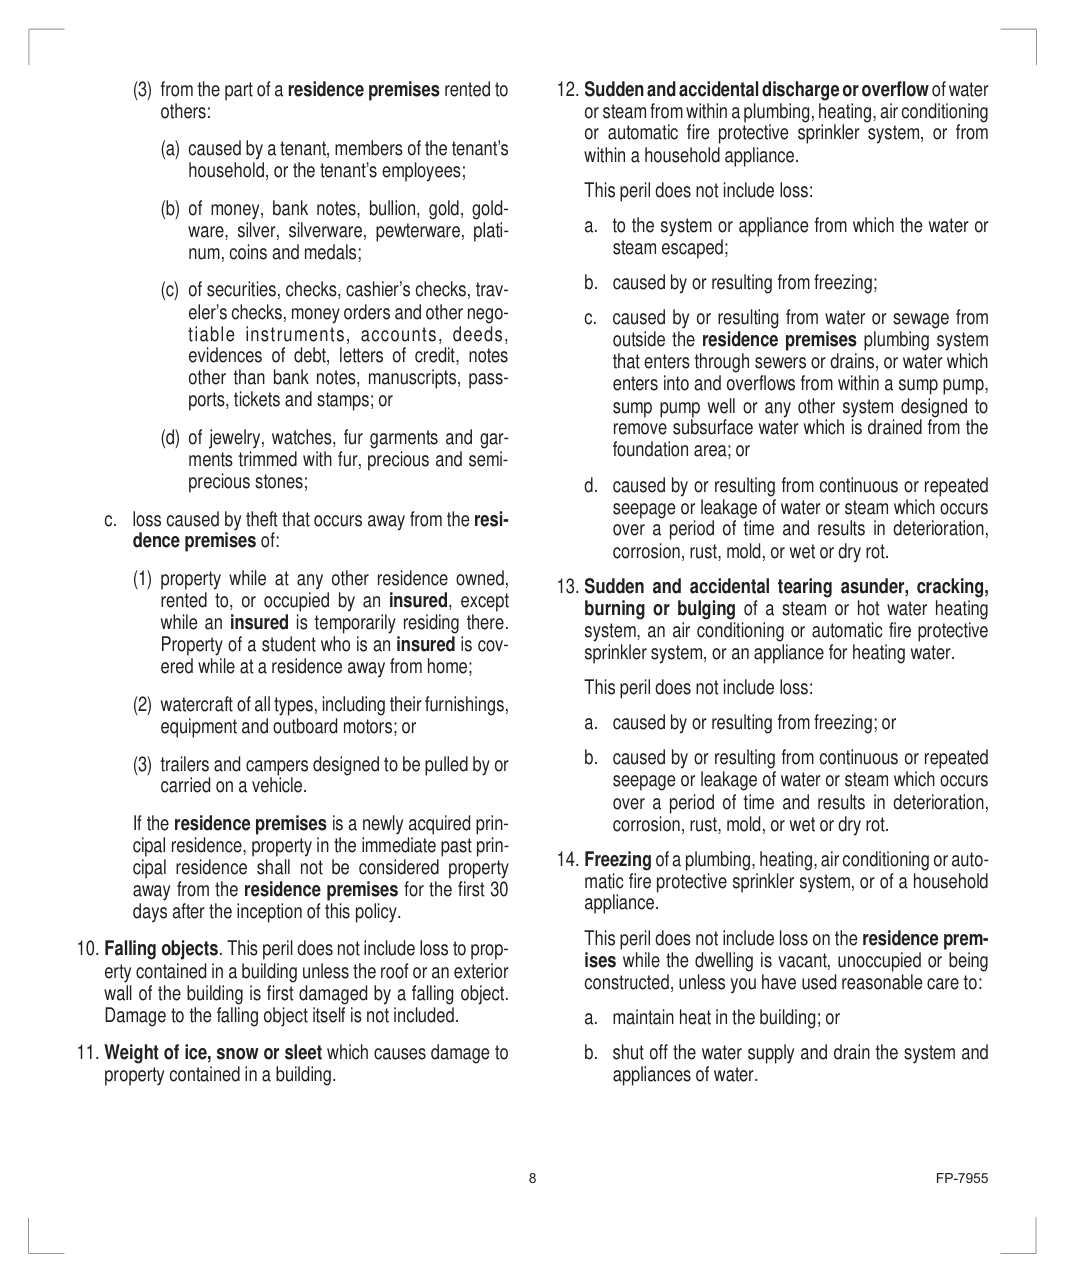 (3) from the part of a residence premises rented to
others:
(a) caused by a tenant, members of the tenant's
household, or the tenant's employees;
(b) of money, bank notes, bullion, gold, gold-
ware, silver, silverware, pewterware, plati-
num, coins and medals;
(c) of securities, checks, cashier's checks, trav-
eler's checks, money orders and other nego-
tiable instruments, accounts, deeds,
evidences of debt, letters of credit, notes
other than bank notes, manuscripts, pass-
ports, tickets and stamps; or
(d) of jewelry, watches, fur garments and gar-
ments trimmed with fur, precious and semi-
precious stones;
c. loss caused by theft that occurs away from the resi-
dence premises of:
(1) property while at any other residence owned,
rented to, or occupied by an insured, except
while an insured is temporarily residing there.
Property of a student who is an insured is cov-
ered while at a residence away from home;
(2) watercraft of all types, including their furnishings,
equipment and outboard motors; or
(3) trailers and campers designed to be pulled by or
carried on a vehicle.
If the residence premises is a newly acquired prin-
cipal residence, property in the immediate past prin-
cipal residence shall not be considered property
away from the residence premises for the first 30
days after the inception of this policy.
10. Falling objects. This peril does not include loss to prop-
erty contained in a building unless the roof or an exterior
wall of the building is first damaged by a falling object.
Damage to the falling object itself is not included.
11. Weight of ice, snow or sleet which causes damage to
property contained in a building.
12. Sudden and accidental discharge or overflow of water
or steam from within a plumbing, heating, air conditioning
or automatic fire protective sprinkler system, or from
within a household appliance.
This peril does not include loss:
a. to the system or appliance from which the water or
steam escaped;
b. caused by or resulting from freezing;
c. caused by or resulting from water or sewage from
outside the residence premises plumbing system
that enters through sewers or drains, or water which
enters into and overflows from within a sump pump,
sump pump well or any other system designed to
remove subsurface water which is drained from the
foundation area; or
d. caused by or resulting from continuous or repeated
seepage or leakage of water or steam which occurs
over a period of time and results in deterioration,
corrosion, rust, mold, or wet or dry rot.
13. Sudden and accidental tearing asunder, cracking,
burning or bulging of a steam or hot water heating
system, an air conditioning or automatic fire protective
sprinkler system, or an appliance for heating water.
This peril does not include loss:
a. caused by or resulting from freezing; or
b. caused by or resulting from continuous or repeated
seepage or leakage of water or steam which occurs
over a period of time and results in deterioration,
corrosion, rust, mold, or wet or dry rot.
14. Freezing of a plumbing, heating, air conditioning or auto-
matic fire protective sprinkler system, or of a household
appliance.
This peril does not include loss on the residence prem-
ises while the dwelling is vacant, unoccupied or being
constructed, unless you have used reasonable care to:
a. maintain heat in the building; or
b. shut off the water supply and drain the system and
appliances of water.
8
FP-7955